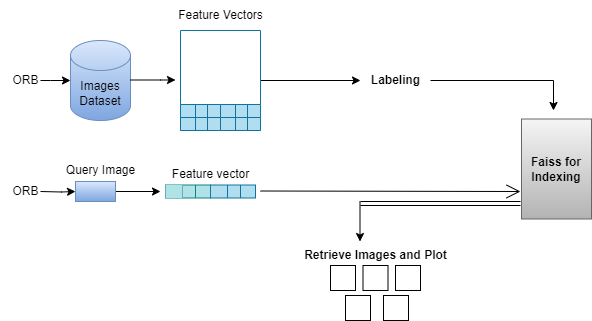 Feature Vectors
ORB
Images
Dataset
Labeling
Faiss for
Indexing
Query Image
Feature vector
ORB
Retrieve Images and Plot